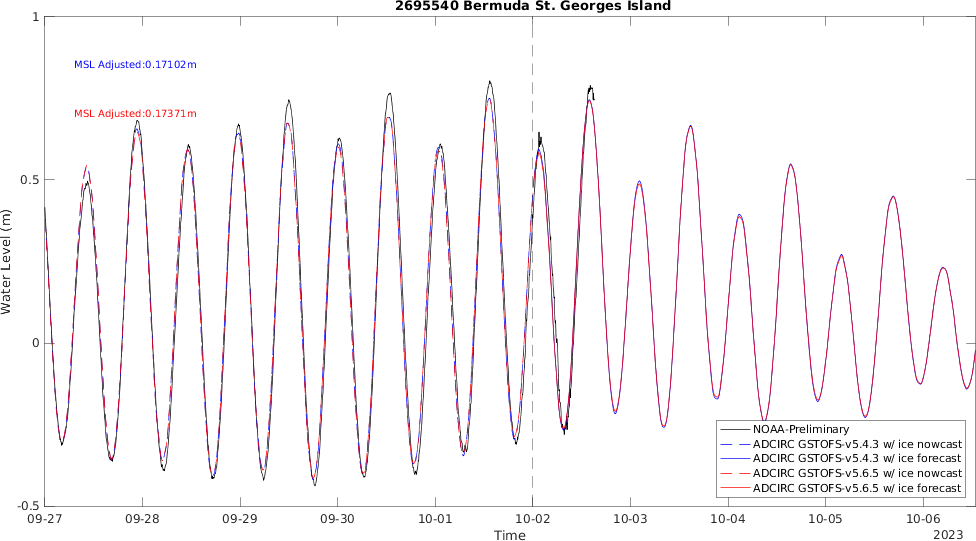 2695540 Bermuda St. Georges Island
MSL Adjusted:0.17102m
MSL Adjusted:0.17371m
Water Level (m)
1
0.5
0
-0.5
NOAA-Preliminary
ADCIRC GSTOFS-v5.4.3 w/ ice nowcast
ADCIRC GSTOFS-v5.4.3 w/ ice forecast
ADCIRC GSTOFS-v5.6.5 w/ ice nowcast
ADCIRC GSTOFS-v5.6.5 w/ ice forecast
09-27 09-28 09-29 09-30 10-01 10-02 10-03 10-04 10-05 10-06
Time
2023